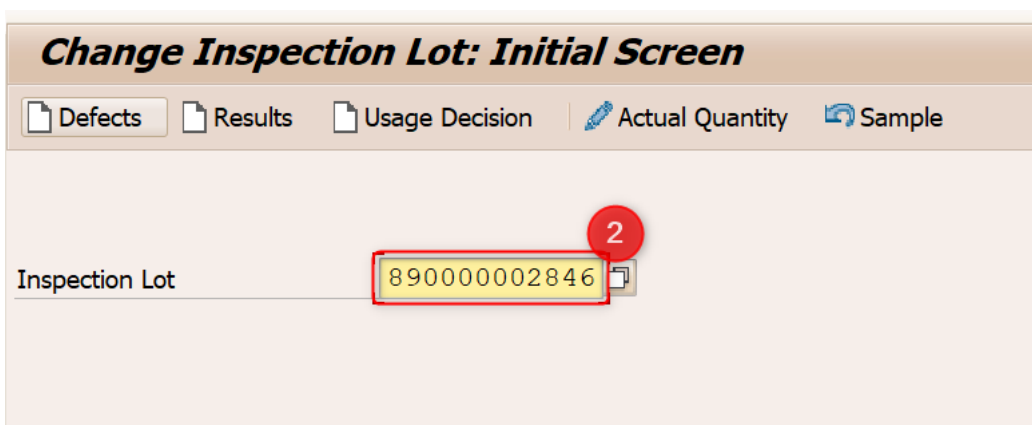 Change Inspection Lot: Initial Screen
Defects Results Usage Decision Actual Quantity Sample
2
Inspection Lot 890000002846